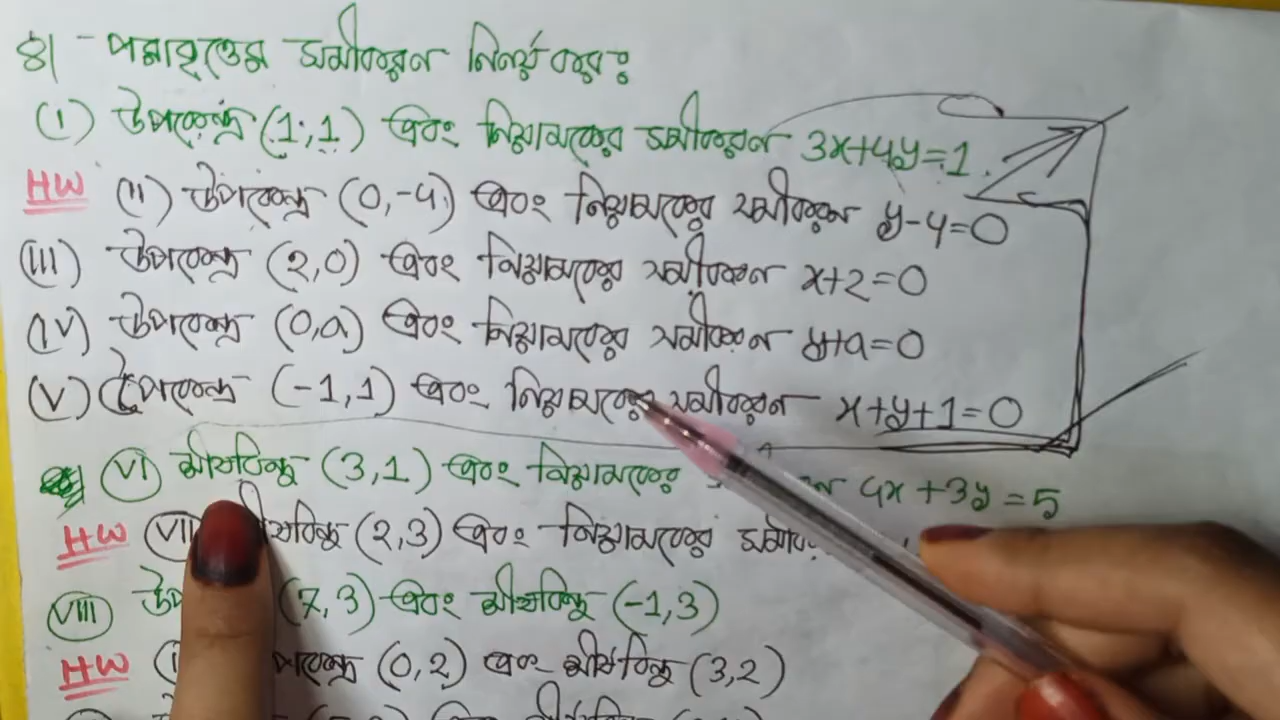 ৪। পরাবৃত্তের সমীকরণ নির্ণয় কর:
(i) উপকেন্দ্র (1,1) এবং নিয়ামকের সমীকরণ 3x+4y=1.
HW (ii) উপকেন্দ্র (0,-4) এবং নিয়ামকের সমীকরণ y-4=0
(iii) উপকেন্দ্র (2,0) এবং নিয়ামকের সমীকরণ x+2=0
(iv) উপকেন্দ্র (0,a) এবং নিয়ামকের সমীকরণ y+a=0
(v) উপকেন্দ্র (-1,1) এবং নিয়ামকের সমীকরণ x+y+1=0
(vi) শীর্ষবিন্দু (3,1) এবং নিয়ামকের 4x+3y=5
HW (vii) (2,3) এবং নিয়ামকের
(viii) (7,3) এবং শীর্ষবিন্দু (-1,3)
HW (0,2) এবং শীর্ষবিন্দু (3,2)